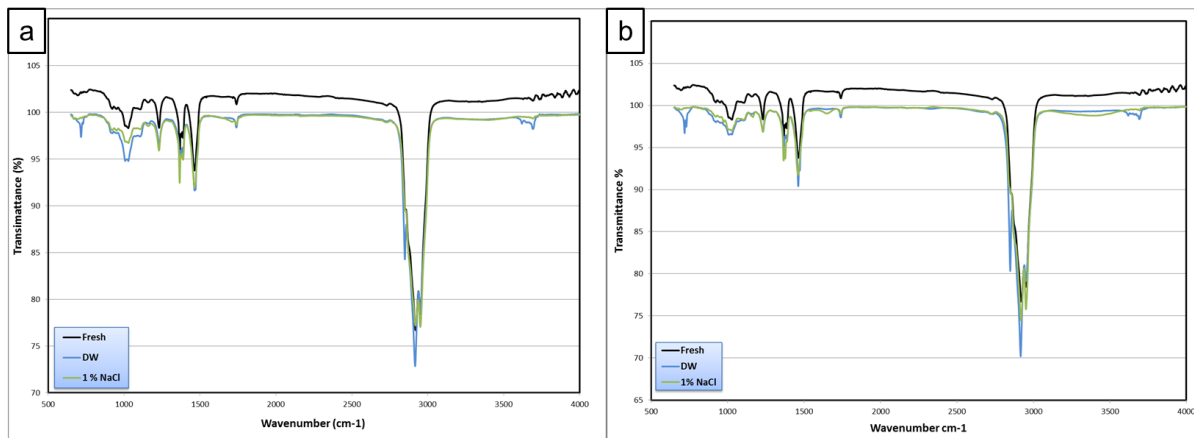 a
105
100
95
90
85
80
75
70
500
1000
1500
2000
2500
3000
3500
4000
Transimattance (%)
Wavenumber (cm-1)
Fresh
DW
1 % NaCl
b
105
100
95
90
85
80
75
70
65
500
1000
1500
2000
2500
3000
3500
4000
Transmittance %
Wavenumber cm-1
Fresh
DW
1 % NaCl